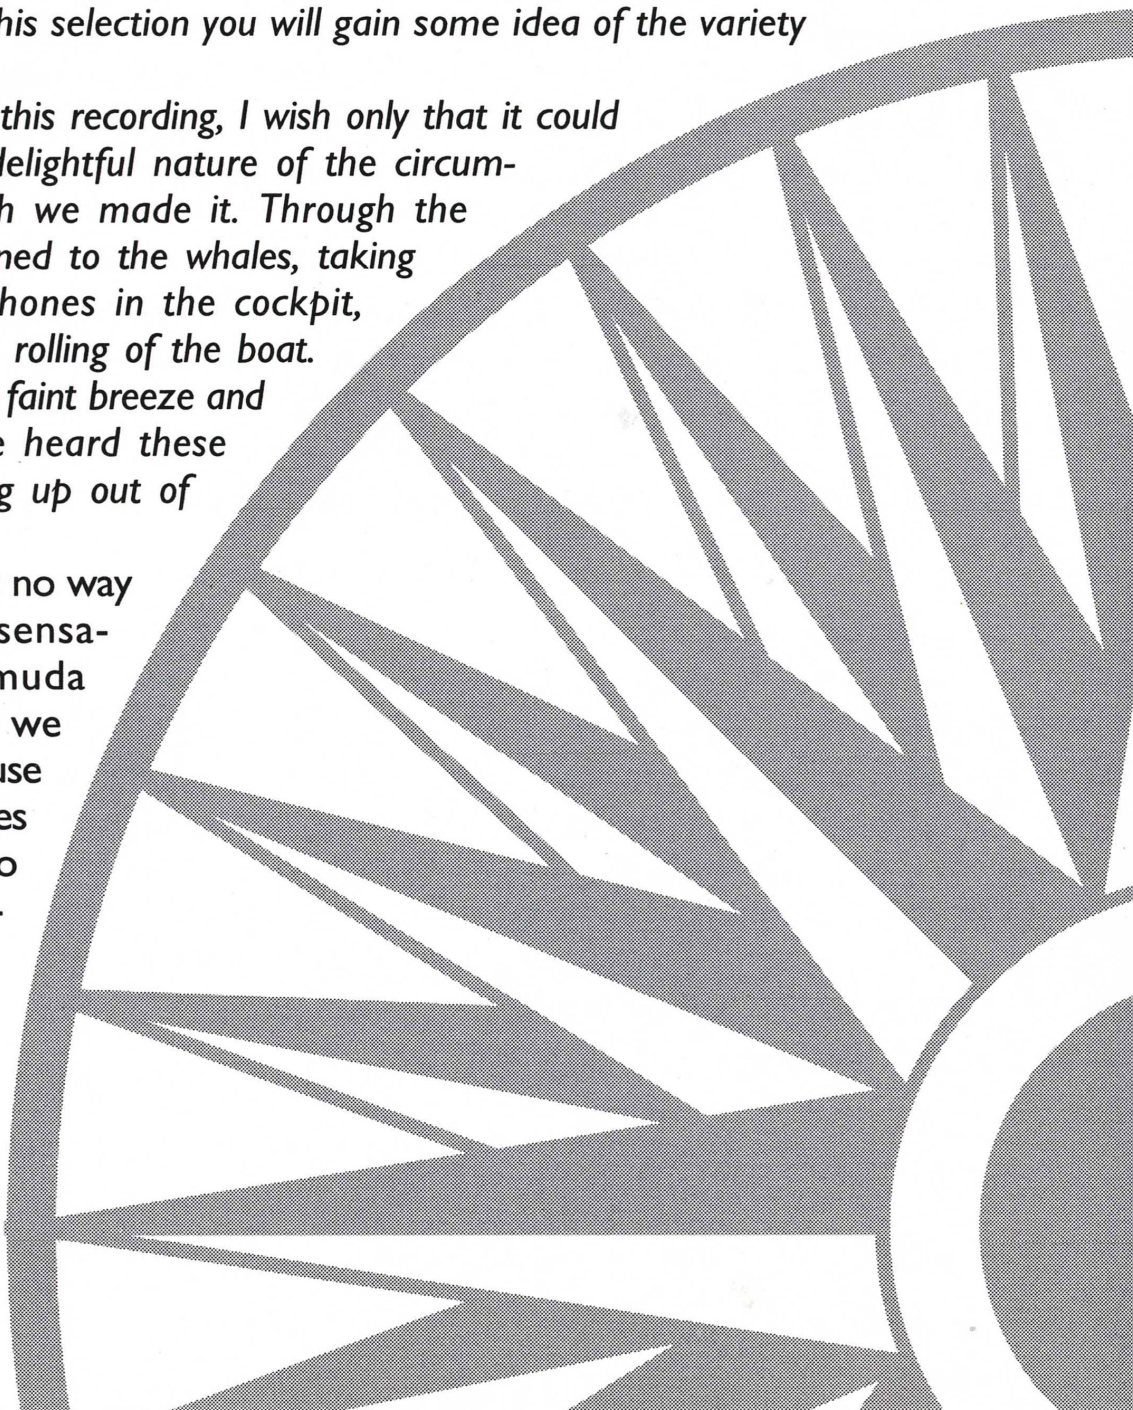 his selection you will gain some idea of the variety
this recording, I wish only that it could
delightful nature of the circum-
h we made it. Through the
ned to the whales, taking
hones in the cockpit,
rolling of the boat.
faint breeze and
e heard these
g up out of
no way
sensa-
muda
we
use
es
o
.